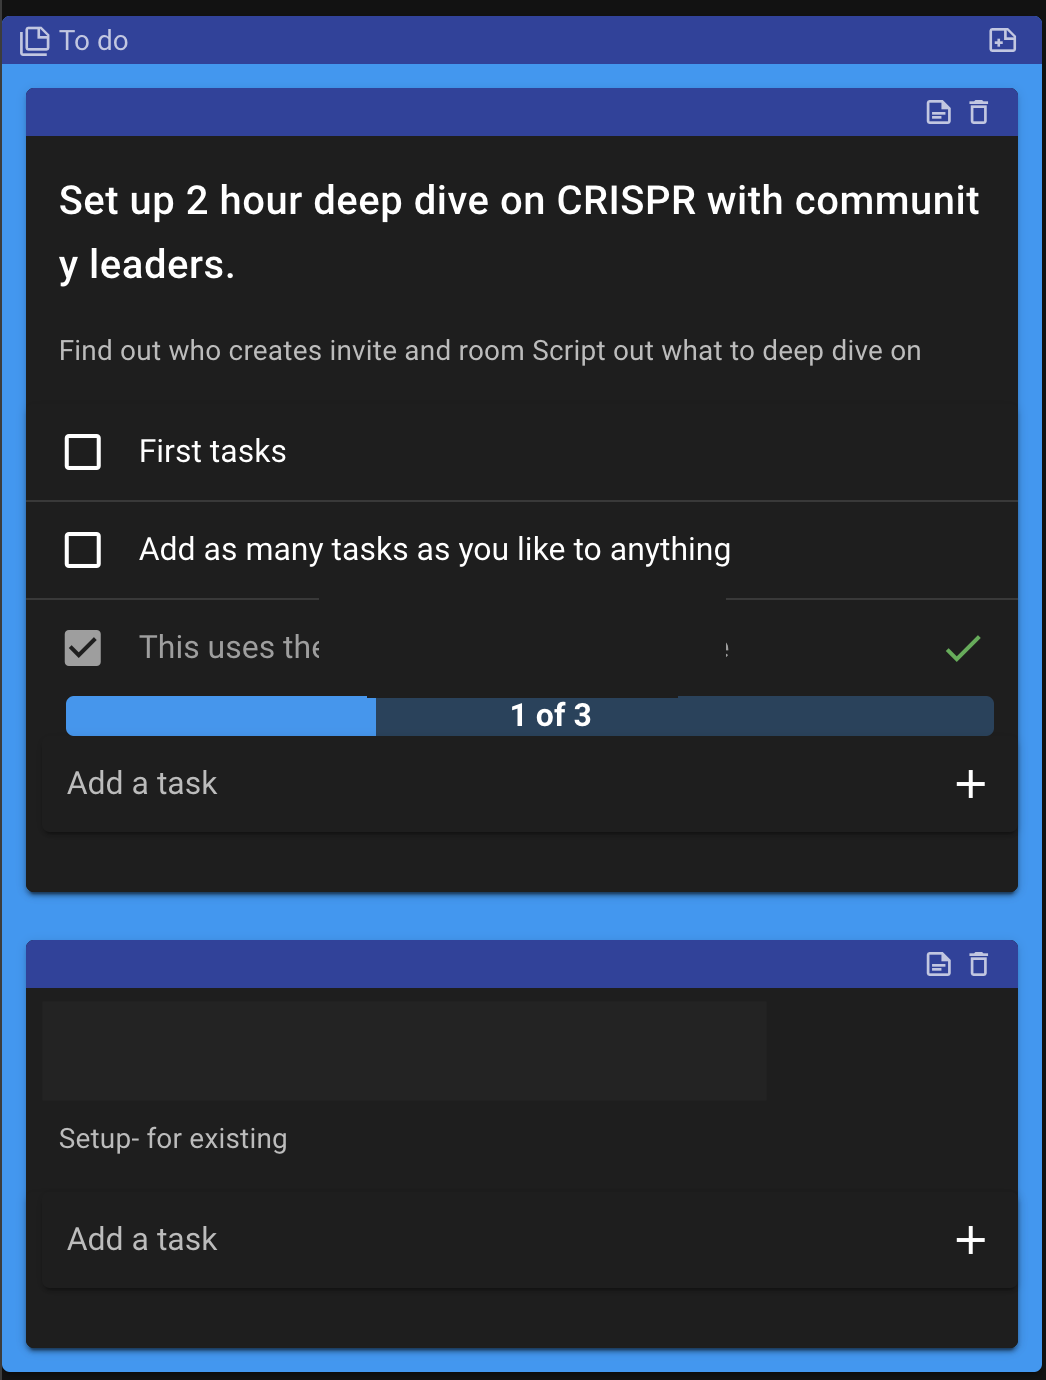 To do
Set up 2 hour deep dive on CRISPR with communit
y leaders.
Find out who creates invite and room Script out what to deep dive on
First tasks
Add as many tasks as you like to anything
This uses the
1 of 3
Add a task
Setup- for existing
Add a task